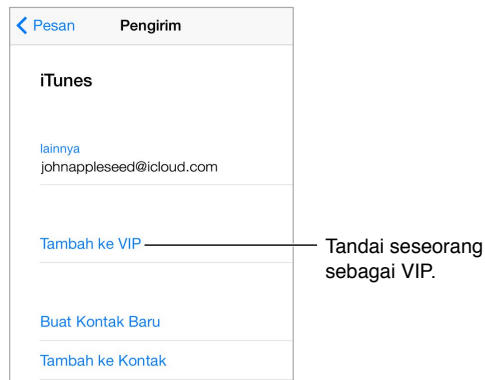 Pesan Pengirim
iTunes
lainnya
johnappleseed@icloud.com
Tambah ke VIP
Tandai seseorang
sebagai VIP.
Buat Kontak Baru
Tambah ke Kontak